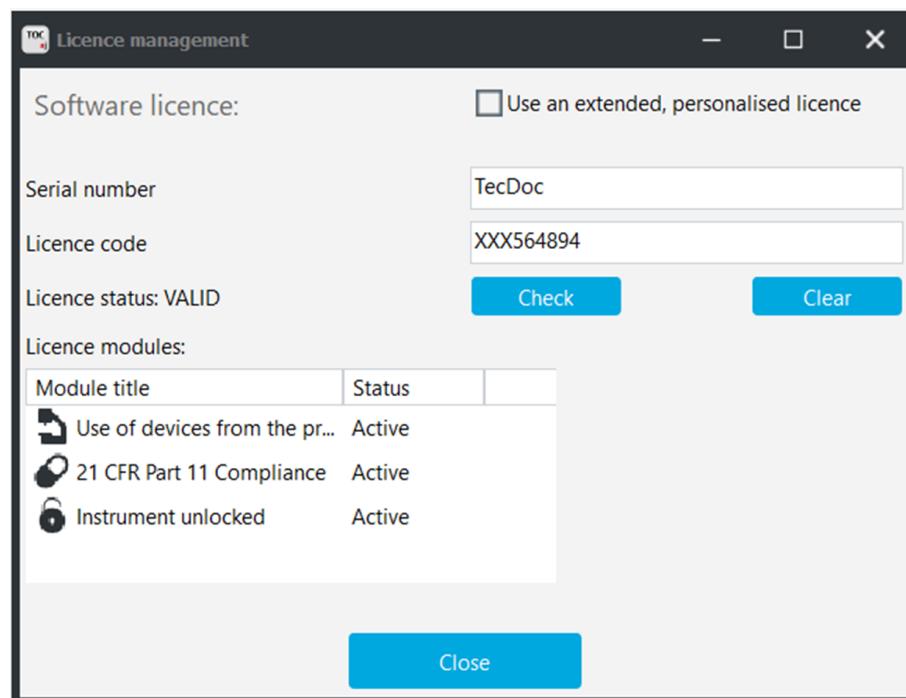 TOC
Licence management
Software licence:
Use an extended, personalised licence
Serial number
TecDoc
Licence code
XXX564894
Licence status: VALID
Check
Clear
Licence modules:
Module title
Status
Use of devices from the pr...
Active
21 CFR Part 11 Compliance
Active
Instrument unlocked
Active
Close